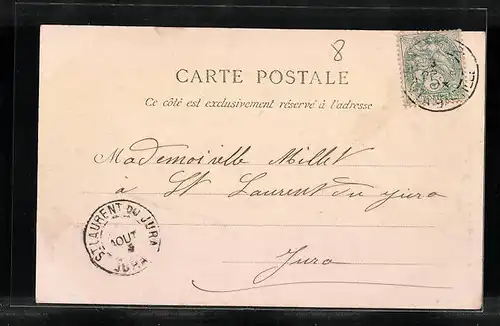 8
CARTE POSTALE
Ce côté est exclusivement réservé à l'adresse
Mademoiselle Millet
à St Laurent du Jura
Jura
ST LAURENT DU JURA
AOUT
JURA